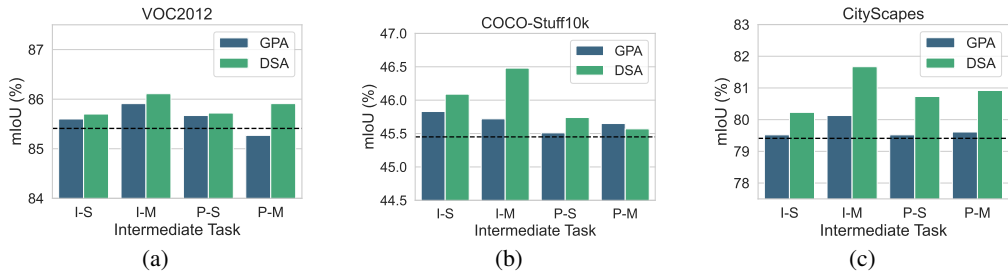 VOC2012
mIoU (%)
87
86
85
84
GPA
DSA
I-S I-M P-S P-M
Intermediate Task
(a)
COCO-Stuff10k
mIoU (%)
47.0
46.5
46.0
45.5
45.0
44.5
GPA
DSA
I-S I-M P-S P-M
Intermediate Task
(b)
CityScapes
mIoU (%)
83
82
81
80
79
78
GPA
DSA
I-S I-M P-S P-M
Intermediate Task
(c)